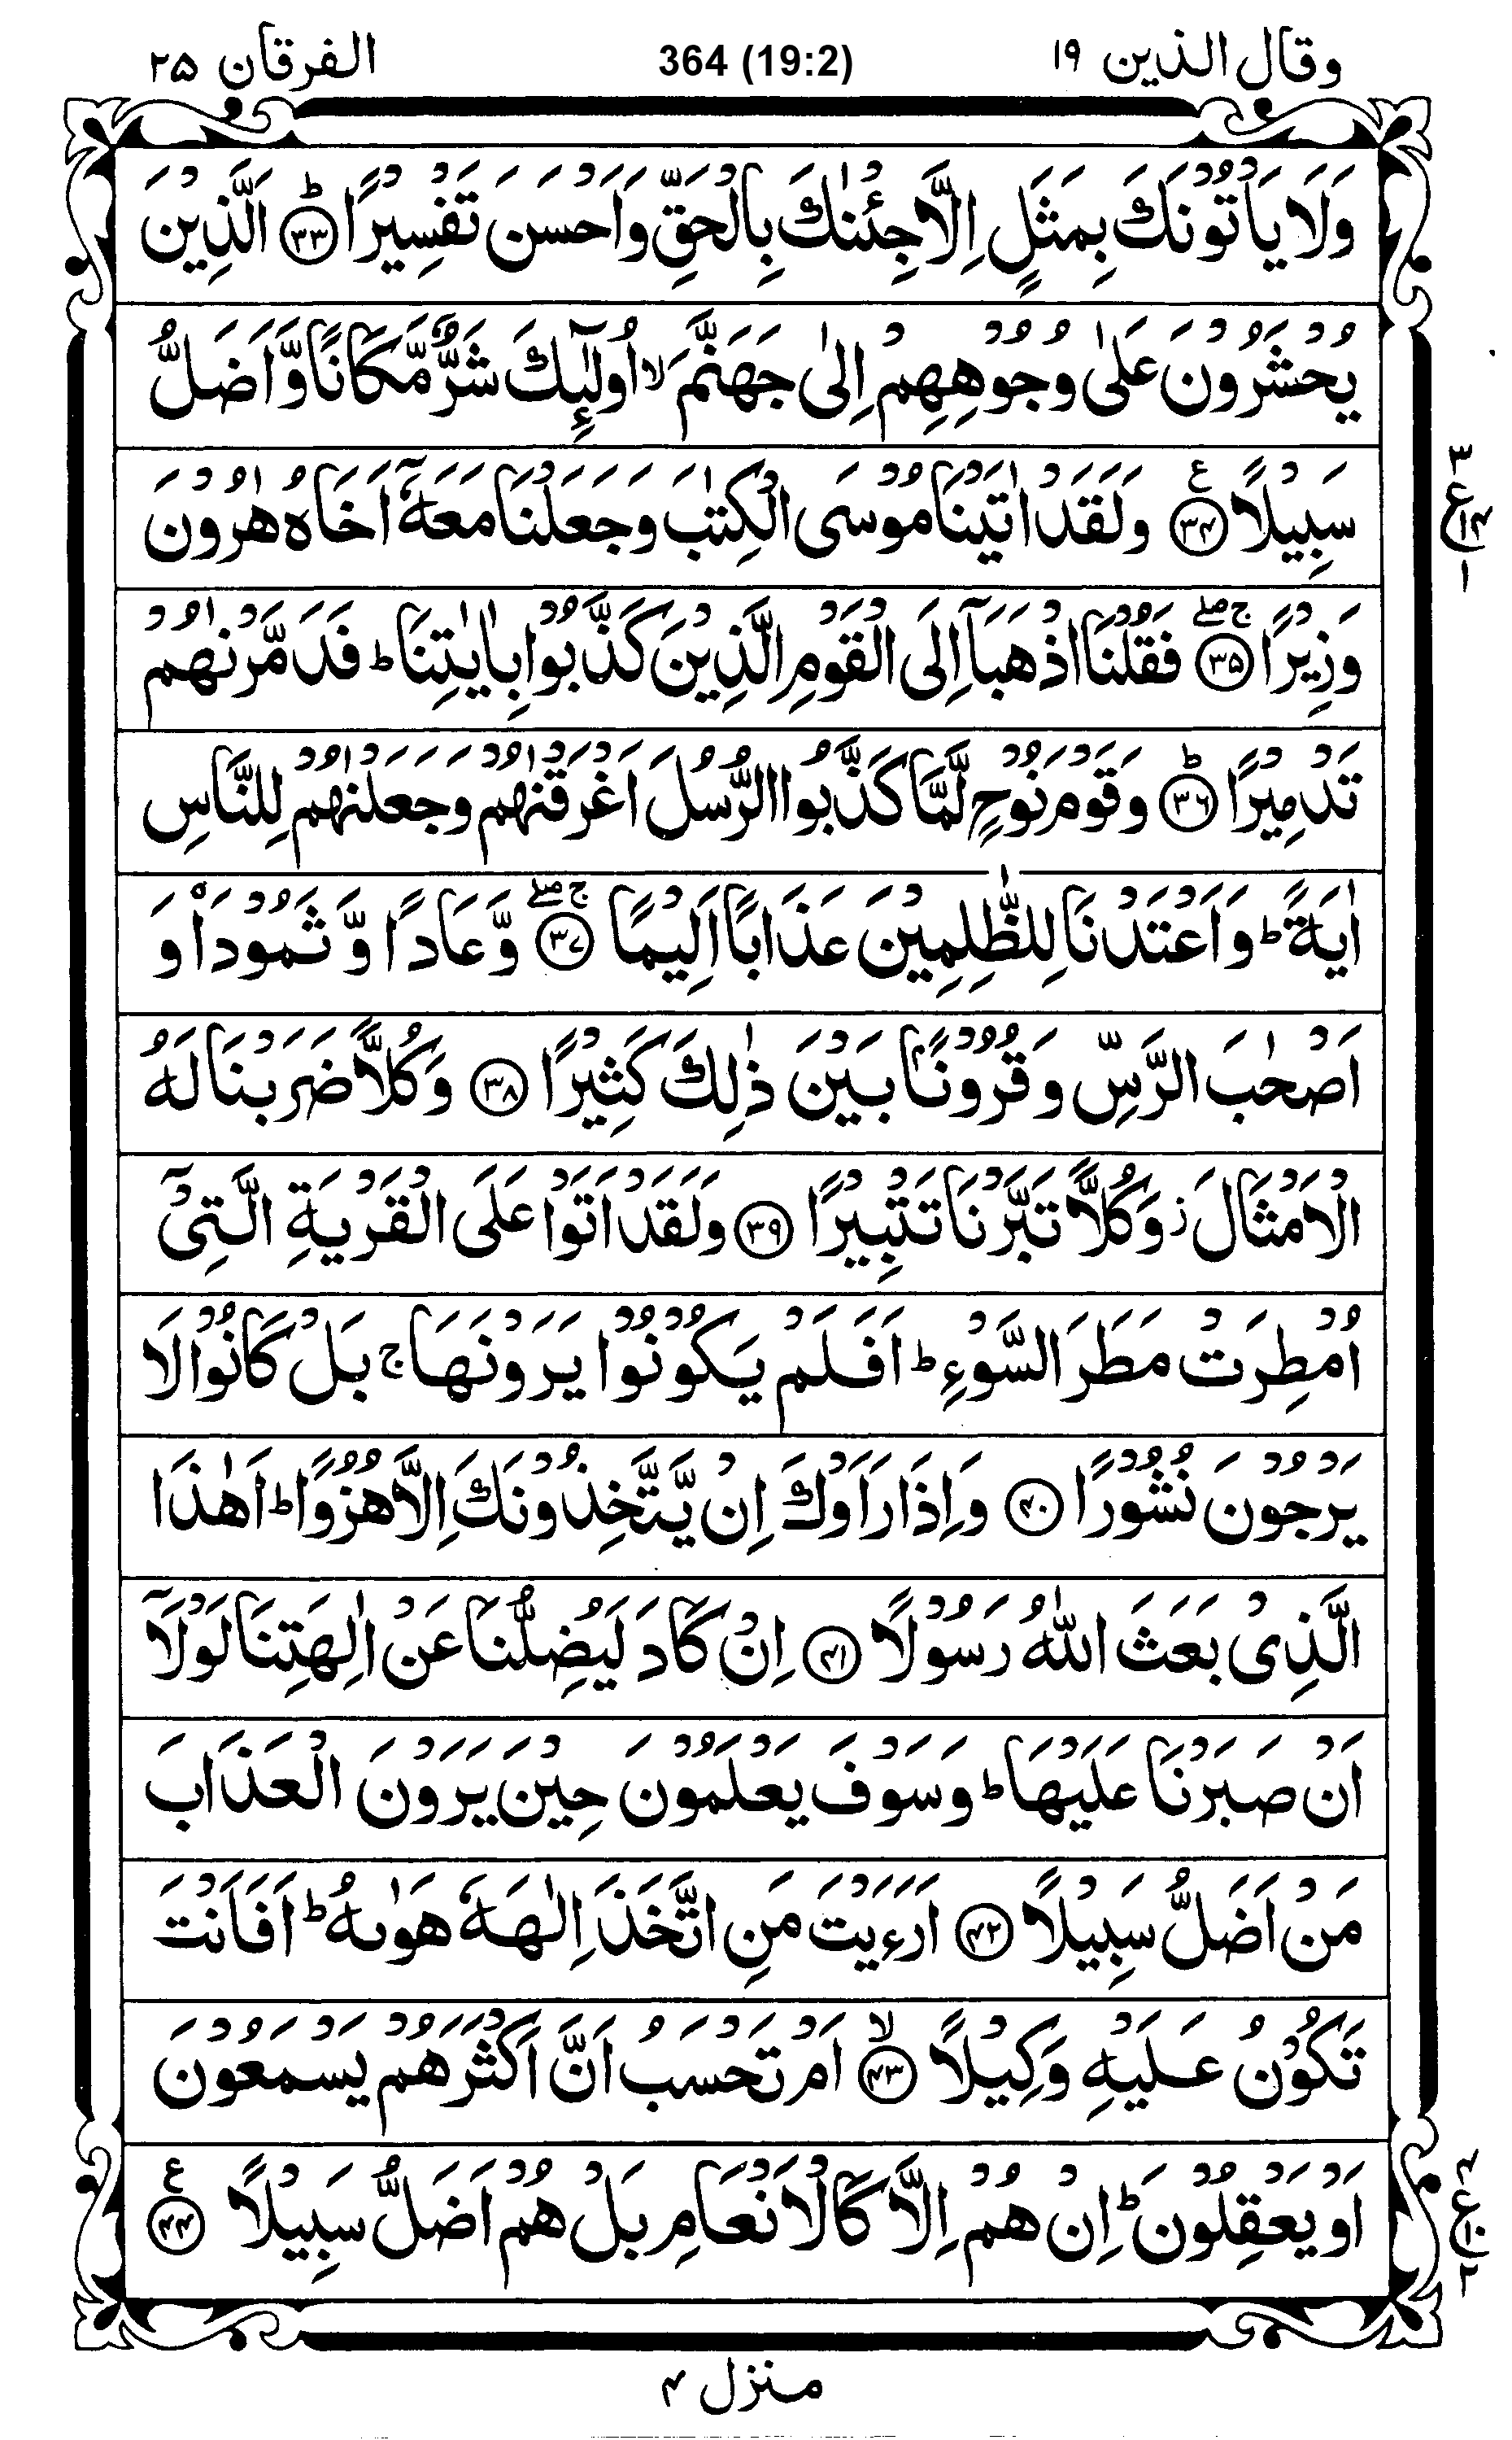 وقال الذين ١٩ 364 (19:2) الفرقان ٢٥
وَلَا يَاْتُوْنَكَ بِمَثَلٍ اِلَّا جِئْنٰكَ بِالْحَقِّ وَاَحْسَنَ تَفْسِيْرًا ؕ ﴿٣٣﴾ اَلَّذِيْنَ
يُحْشَرُوْنَ عَلٰى وُجُوْهِهِمْ اِلٰى جَهَنَّمَ ۙ اُولٰٓئِكَ شَرٌّ مَّكَانًا وَّاَضَلُّ
سَبِيْلًا ﴿٣٤﴾ ع وَلَقَدْ اٰتَيْنَا مُوْسَى الْكِتٰبَ وَجَعَلْنَا مَعَهٗۤ اَخَاهُ هٰرُوْنَ
٣ ع ١٤ ١
وَزِيْرًا ۚۖ ﴿٣٥﴾ فَقُلْنَا اذْهَبَاۤ اِلَى الْقَوْمِ الَّذِيْنَ كَذَّبُوْا بِاٰيٰتِنَا ؕ فَدَمَّرْنٰهُمْ
تَدْمِيْرًا ؕ ﴿٣٦﴾ وَقَوْمَ نُوْحٍ لَّمَّا كَذَّبُوا الرُّسُلَ اَغْرَقْنٰهُمْ وَجَعَلْنٰهُمْ لِلنَّاسِ
اٰيَةً ؕ وَاَعْتَدْنَا لِلظّٰلِمِيْنَ عَذَابًا اَلِيْمًا ۚۖ ﴿٣٧﴾ وَّعَادًا وَّثَمُوْدَا۠ وَ
اَصْحٰبَ الرَّسِّ وَقُرُوْنًۢا بَيْنَ ذٰلِكَ كَثِيْرًا ﴿٣٨﴾ وَكُلًّا ضَرَبْنَا لَهُ
الْاَمْثَالَ ز وَكُلًّا تَبَّرْنَا تَتْبِيْرًا ﴿٣٩﴾ وَلَقَدْ اَتَوْا عَلَى الْقَرْيَةِ الَّتِيْۤ
اُمْطِرَتْ مَطَرَ السَّوْءِ ؕ اَفَلَمْ يَكُوْنُوْا يَرَوْنَهَا ۚ بَلْ كَانُوْا لَا
يَرْجُوْنَ نُشُوْرًا ﴿٤٠﴾ وَاِذَا رَاَوْكَ اِنْ يَّتَّخِذُوْنَكَ اِلَّا هُزُوًا ؕ اَهٰذَا
الَّذِيْ بَعَثَ اللّٰهُ رَسُوْلًا ﴿٤١﴾ اِنْ كَادَ لَيُضِلُّنَا عَنْ اٰلِهَتِنَا لَوْلَاۤ
اَنْ صَبَرْنَا عَلَيْهَا ؕ وَسَوْفَ يَعْلَمُوْنَ حِيْنَ يَرَوْنَ الْعَذَابَ
مَنْ اَضَلُّ سَبِيْلًا ﴿٤٢﴾ اَرَءَيْتَ مَنِ اتَّخَذَ اِلٰهَهٗ هَوٰىهُ ؕ اَفَاَنْتَ
تَكُوْنُ عَلَيْهِ وَكِيْلًا ۙ ﴿٤٣﴾ اَمْ تَحْسَبُ اَنَّ اَكْثَرَهُمْ يَسْمَعُوْنَ
اَوْ يَعْقِلُوْنَ ؕ اِنْ هُمْ اِلَّا كَالْاَنْعَامِ بَلْ هُمْ اَضَلُّ سَبِيْلًا ﴿٤٤﴾ ع
٤ ع ١٠ ٢
منزل ٤